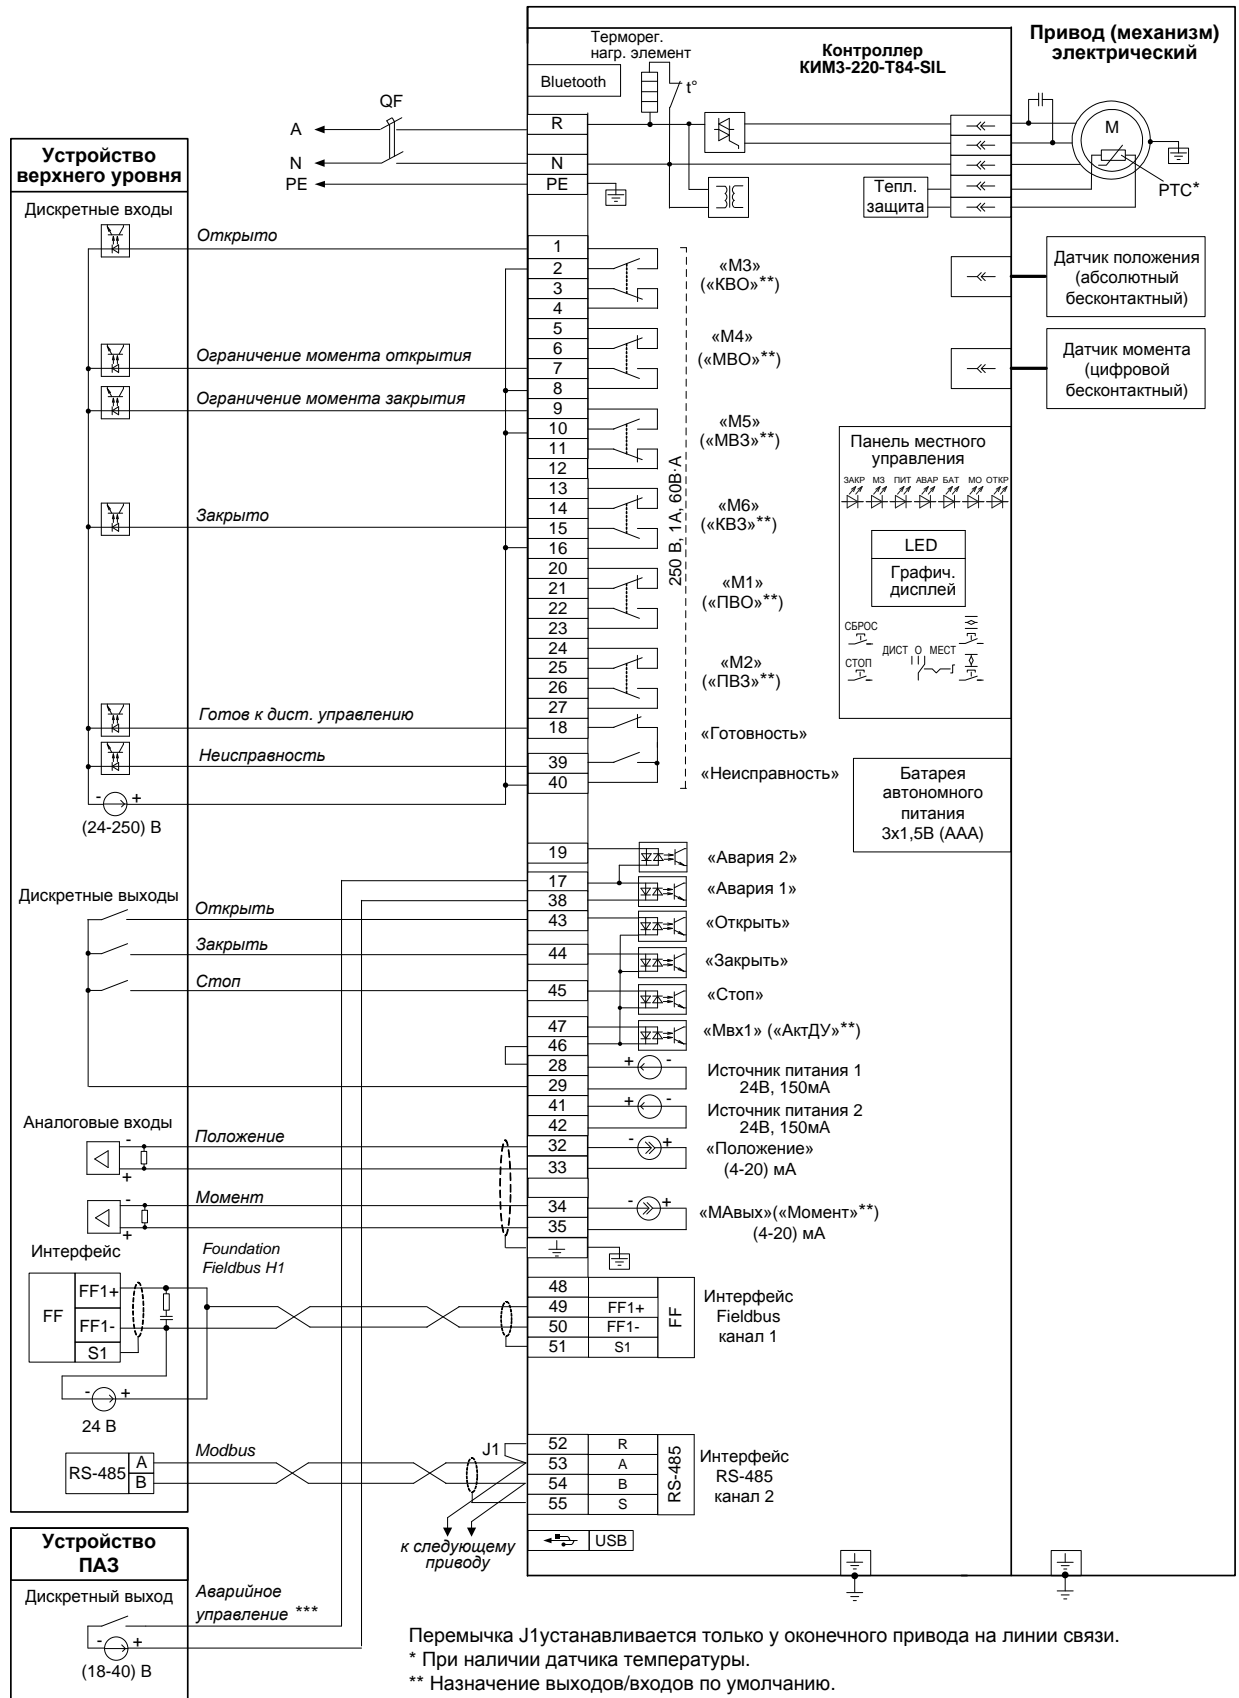 Привод (механизм)
электрический
Контроллер
КИМ3-220-Т84-SIL
Терморег.
нагр. элемент
Bluetooth
t°
QF
A
N
PE
R
N
PE
Тепл.
защита
М
PTC*
Устройство
верхнего уровня
Дискретные входы
Открыто
Ограничение момента открытия
Ограничение момента закрытия
Закрыто
Готов к дист. управлению
Неисправность
- +
(24-250) В
1
2
3
4
5
6
7
8
9
10
11
12
13
14
15
16
20
21
22
23
24
25
26
27
18
39
40
«М3»
(«КВО»**)
«М4»
(«МВО»**)
«М5»
(«МВЗ»**)
«М6»
(«КВЗ»**)
«М1»
(«ПВО»**)
«М2»
(«ПВЗ»**)
«Готовность»
«Неисправность»
250 В, 1А, 60В·А
Датчик положения
(абсолютный
бесконтактный)
Датчик момента
(цифровой
бесконтактный)
Панель местного
управления
ЗАКР МЗ ПИТ АВАР БАТ МО ОТКР
LED
Графич.
дисплей
СБРОС
СТОП
ДИСТ О МЕСТ
Батарея
автономного
питания
3х1,5В (ААА)
Дискретные выходы
Открыть
Закрыть
Стоп
19
17
38
43
44
45
47
46
28
29
41
42
32
33
34
35
«Авария 2»
«Авария 1»
«Открыть»
«Закрыть»
«Стоп»
«Мвх1» («АктДУ»**)
+ -
Источник питания 1
24В, 150мА
+ -
Источник питания 2
24В, 150мА
- +
«Положение»
(4-20) мА
- +
«МАвых»(«Момент»**)
(4-20) мА
Аналоговые входы
Положение
-
+
Момент
-
+
Интерфейс
Foundation
Fieldbus H1
FF
FF1+
FF1-
S1
- +
24 В
48
49 FF1+
50 FF1-
51 S1
FF
Интерфейс
Fieldbus
канал 1
RS-485
A
B
Modbus
J1
52 R
53 A
54 B
55 S
RS-485
Интерфейс
RS-485
канал 2
USB
к следующему
приводу
Устройство
ПАЗ
Дискретный выход
Аварийное
управление ***
- +
(18-40) В
Перемычка J1устанавливается только у оконечного привода на линии связи.
* При наличии датчика температуры.
** Назначение выходов/входов по умолчанию.